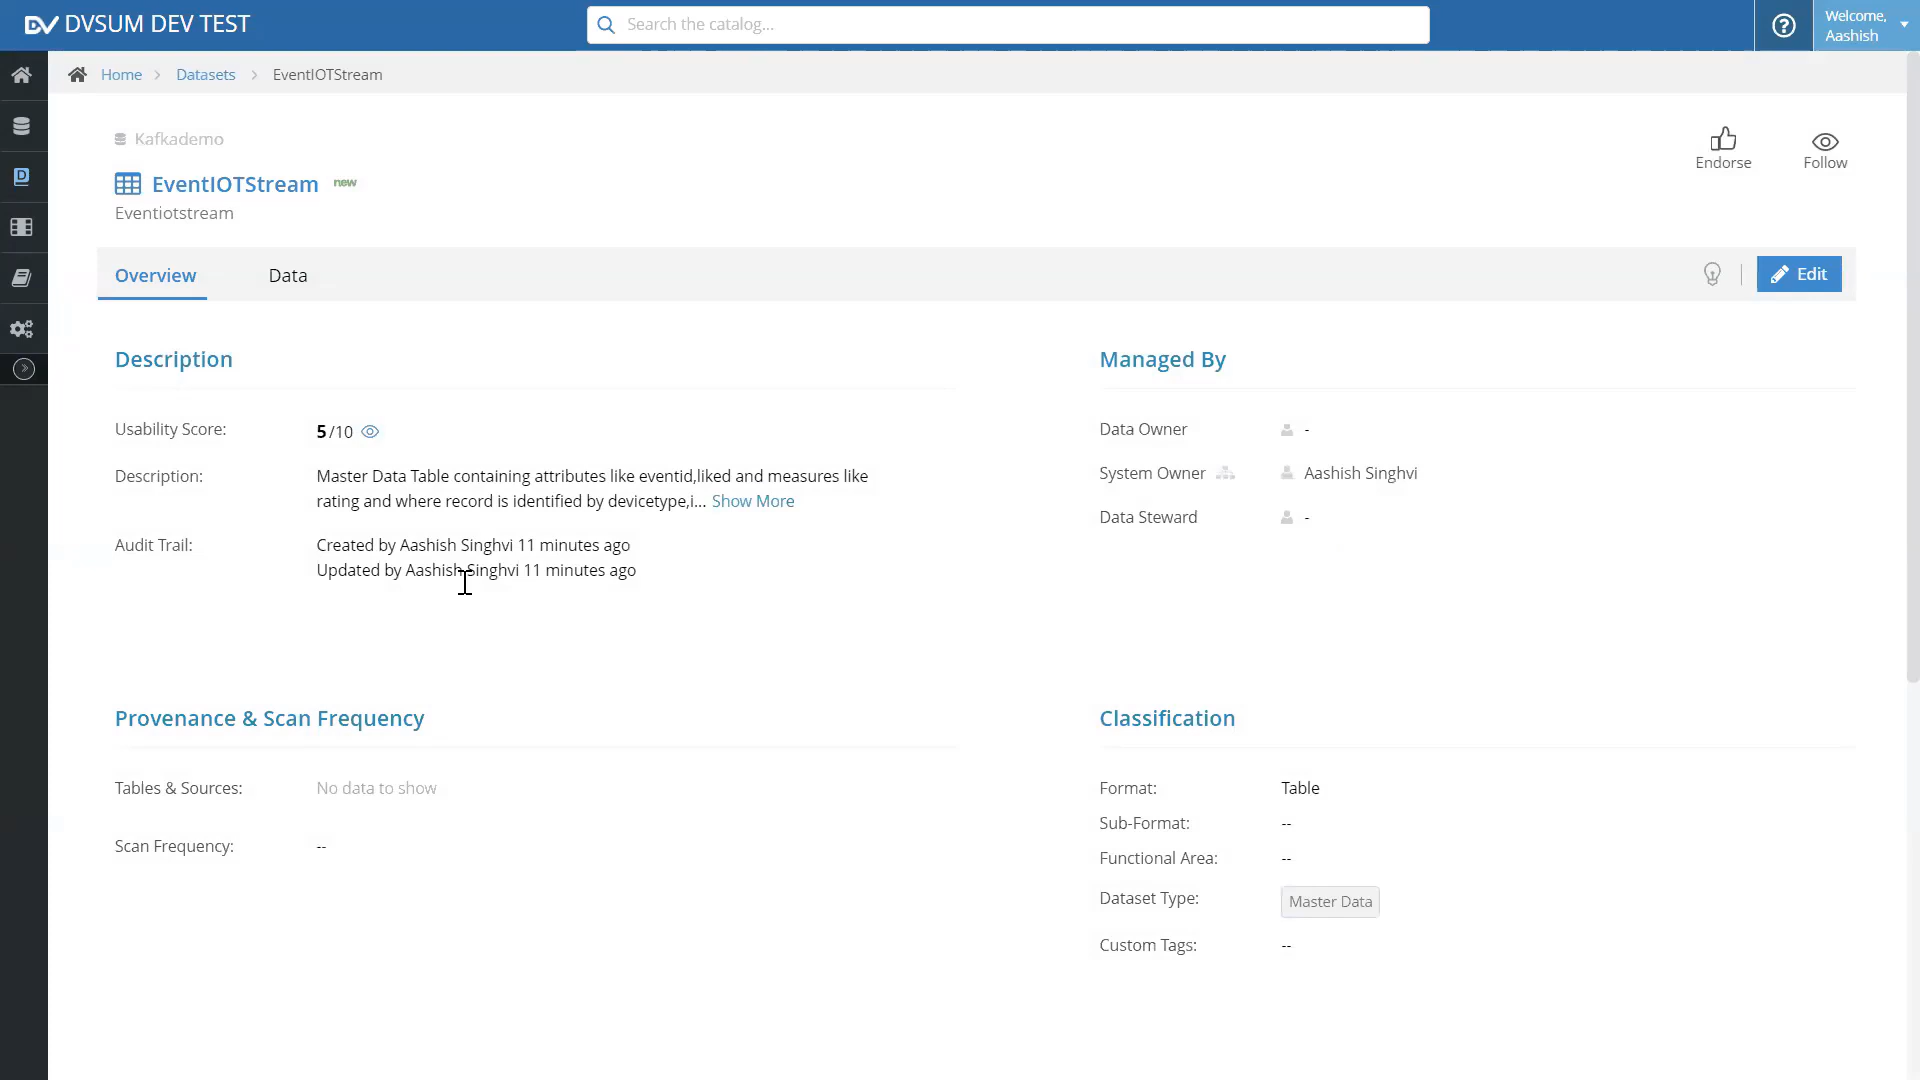 DV DVSUM DEV TEST
Search the catalog...
Welcome,
Aashish
Home > Datasets > EventIOTStream
Kafkademo
EventIOTStream new
Eventiotstream
Endorse
Follow
Overview
Data
Edit
Description
Usability Score: 5/10
Description: Master Data Table containing attributes like eventid,liked and measures like
rating and where record is identified by devicetype,i... Show More
Audit Trail: Created by Aashish Singhvi 11 minutes ago
Updated by Aashish Singhvi 11 minutes ago
Managed By
Data Owner -
System Owner Aashish Singhvi
Data Steward -
Provenance & Scan Frequency
Tables & Sources: No data to show
Scan Frequency: --
Classification
Format: Table
Sub-Format: --
Functional Area: --
Dataset Type: Master Data
Custom Tags: --